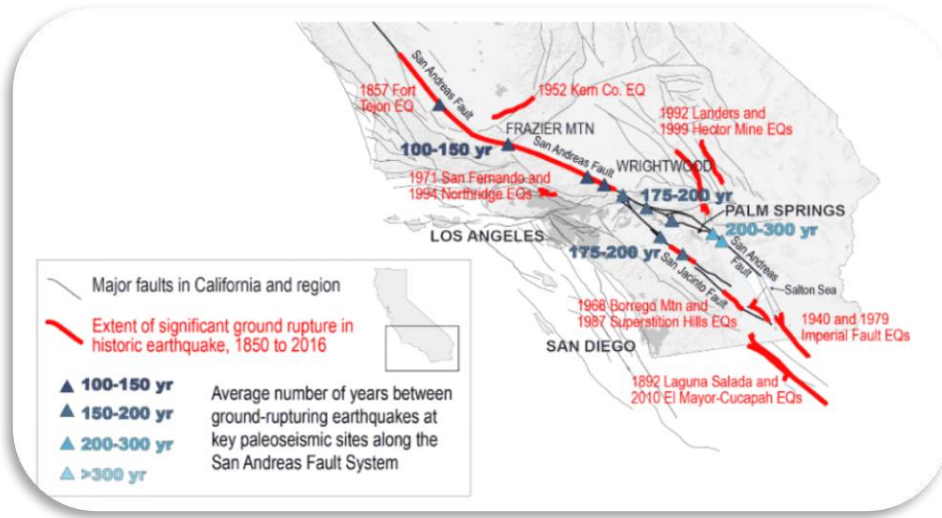 San Andreas Fault
1857 Fort
Tejon EQ
1952 Kern Co. EQ
FRAZIER MTN
100-150 yr
San Andreas Fault
1992 Landers and
1999 Hector Mine EQs
WRIGHTWOOD
1971 San Fernando and
1994 Northridge EQs
175-200 yr
PALM SPRINGS
200-300 yr
LOS ANGELES
175-200 yr
San Andreas
Fault
San Jacinto Fault
Salton Sea
1968 Borrego Mtn and
1987 Superstition Hills EQs
1940 and 1979
Imperial Fault EQs
SAN DIEGO
1892 Laguna Salada and
2010 El Mayor-Cucapah EQs
Major faults in California and region
Extent of significant ground rupture in
historic earthquake, 1850 to 2016
100-150 yr
150-200 yr
200-300 yr
>300 yr
Average number of years between
ground-rupturing earthquakes at
key paleoseismic sites along the
San Andreas Fault System